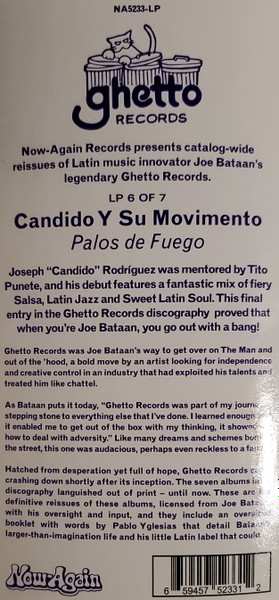 NA5233-LP
ghetto
RECORDS
Now-Again Records presents catalog-wide
reissues of Latin music innovator Joe Bataan's
legendary Ghetto Records.
LP 6 OF 7
Candido Y Su Movimento
Palos de Fuego
Joseph "Candido" Rodríguez was mentored by Tito
Punete, and his debut features a fantastic mix of fiery
Salsa, Latin Jazz and Sweet Latin Soul. This final
entry in the Ghetto Records discography proved that
when you're Joe Bataan, you go out with a bang!
Ghetto Records was Joe Bataan's way to get over on The Man and
out of the 'hood, a bold move by an artist looking for independence
and creative control in an industry that had exploited his talents and
treated him like chattel.
As Bataan puts it today, "Ghetto Records was part of my journ
stepping stone to everything else that I've done. I learned enough
it enabled me to get out of the box with my thinking, it showe
how to deal with adversity." Like many dreams and schemes bor
the street, this one was audacious, perhaps even reckless to a fa
Hatched from desperation yet full of hope, Ghetto Records ca
crashing down shortly after its inception. The seven albums in
discography languished out of print – until now. These are
definitive reissues of these albums, licensed from Joe Bata
with his oversight and input, and they include an overs
booklet with words by Pablo Yglesias that detail Bataan
larger-than-imagination life and his little Latin label that could
Now-Again
6 59457 52331 2